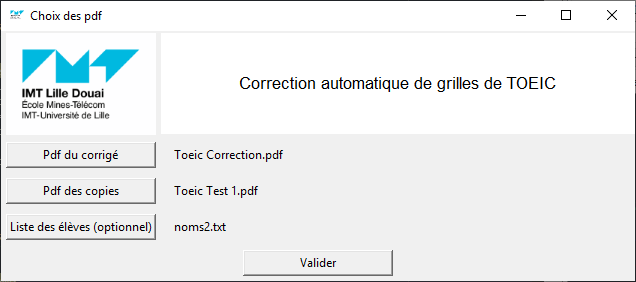 Choix des pdf
IMT Lille Douai
École Mines-Télécom
IMT-Université de Lille
Correction automatique de grilles de TOEIC
Pdf du corrigé
Toeic Correction.pdf
Pdf des copies
Toeic Test 1.pdf
Liste des élèves (optionnel)
noms2.txt
Valider